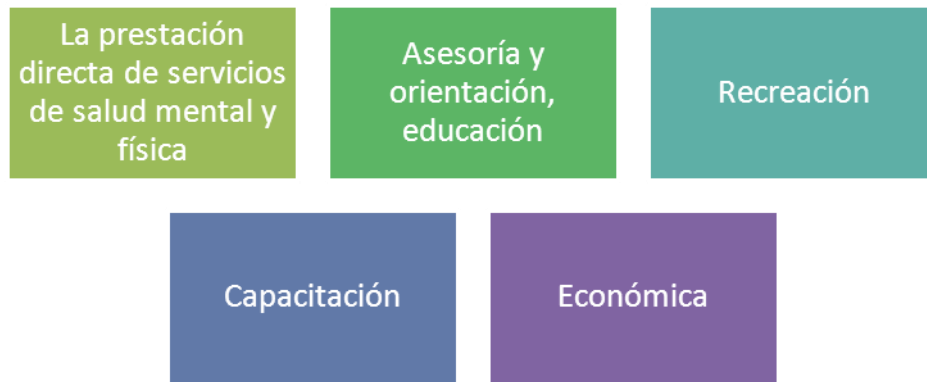 La prestación
directa de servicios
de salud mental y
física
Asesoría y
orientación,
educación
Recreación
Capacitación
Económica